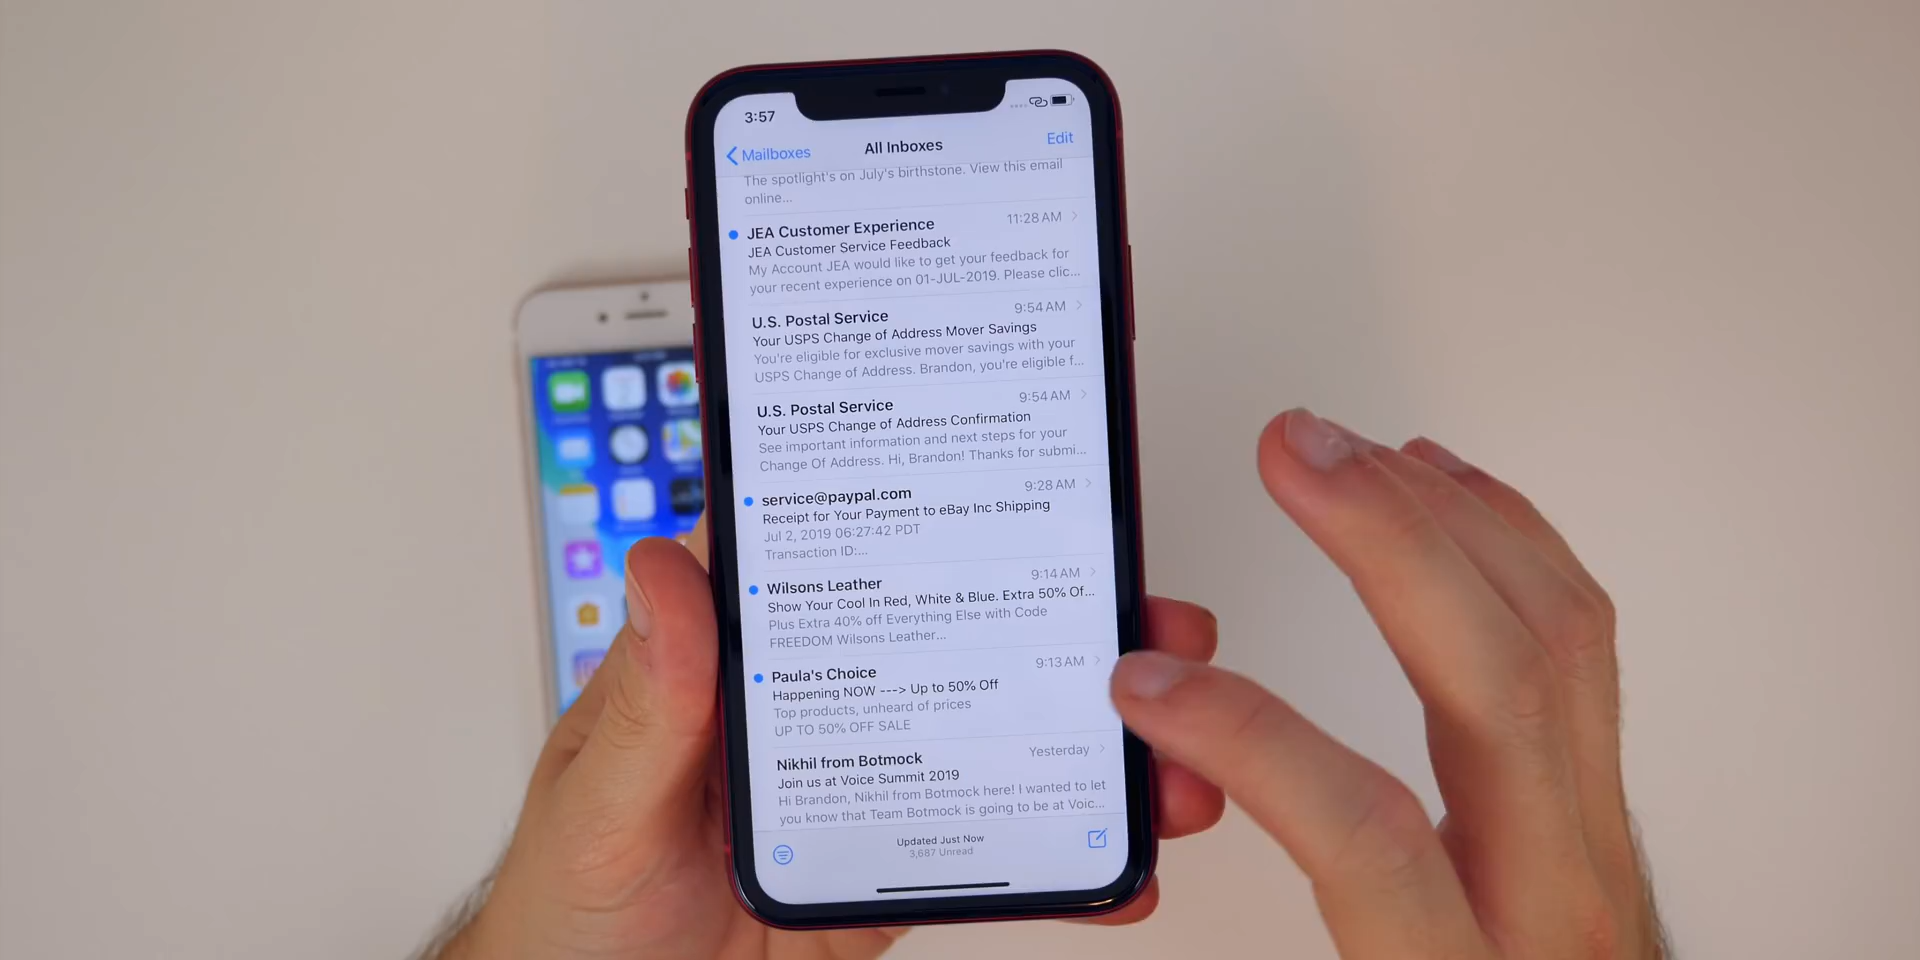 3:57
Mailboxes
All Inboxes
Edit
The spotlight's on July's birthstone. View this email
online...
JEA Customer Experience
11:28 AM
JEA Customer Service Feedback
My Account JEA would like to get your feedback for
your recent experience on 01-JUL-2019. Please clic...
U.S. Postal Service
9:54 AM
Your USPS Change of Address Mover Savings
You're eligible for exclusive mover savings with your
USPS Change of Address. Brandon, you're eligible f...
U.S. Postal Service
9:54 AM
Your USPS Change of Address Confirmation
See important information and next steps for your
Change Of Address. Hi, Brandon! Thanks for submi...
service@paypal.com
9:28 AM
Receipt for Your Payment to eBay Inc Shipping
Jul 2, 2019 06:27:42 PDT
Transaction ID:...
Wilsons Leather
9:14 AM
Show Your Cool In Red, White & Blue. Extra 50% Of...
Plus Extra 40% off Everything Else with Code
FREEDOM Wilsons Leather...
Paula's Choice
9:13 AM
Happening NOW ---> Up to 50% Off
Top products, unheard of prices
UP TO 50% OFF SALE
Nikhil from Botmock
Yesterday
Join us at Voice Summit 2019
Hi Brandon, Nikhil from Botmock here! I wanted to let
you know that Team Botmock is going to be at Voic...
Updated Just Now
3,687 Unread